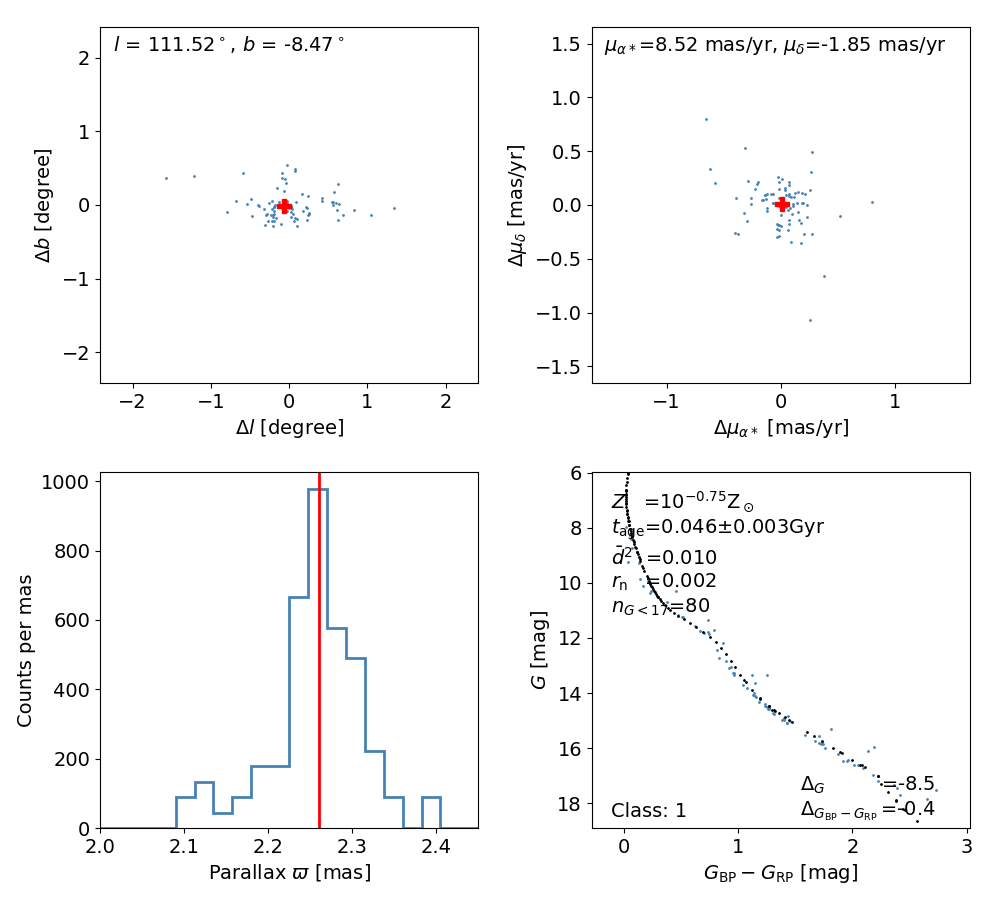 l = 111.52°, b = -8.47°
2
1
0
−1
−2
Δb [degree]
−2 −1 0 1 2
Δl [degree]
μα*=8.52 mas/yr, μδ=-1.85 mas/yr
1.5
1.0
0.5
0.0
−0.5
−1.0
−1.5
Δμδ [mas/yr]
−1 0 1
Δμα* [mas/yr]
1000
800
600
400
200
0
Counts per mas
2.0 2.1 2.2 2.3 2.4
Parallax ϖ [mas]
6
8
10
12
14
16
18
G [mag]
Z =10^−0.75 Z⊙
t_age=0.046±0.003Gyr
d̄² =0.010
r_n =0.002
n_G<17=80
Δ_G =-8.5
Class: 1 Δ_GBP−GRP =-0.4
0 1 2 3
G_BP − G_RP [mag]